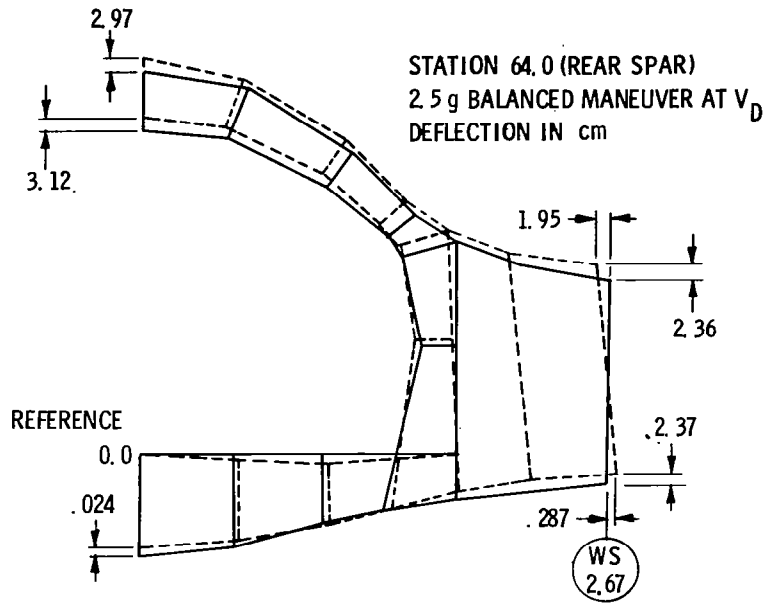 2.97
STATION 64.0 (REAR SPAR)
2.5 g BALANCED MANEUVER AT VD
DEFLECTION IN cm
3.12
1.95
2.36
REFERENCE
0.0
2.37
.024
.287
WS
2.67